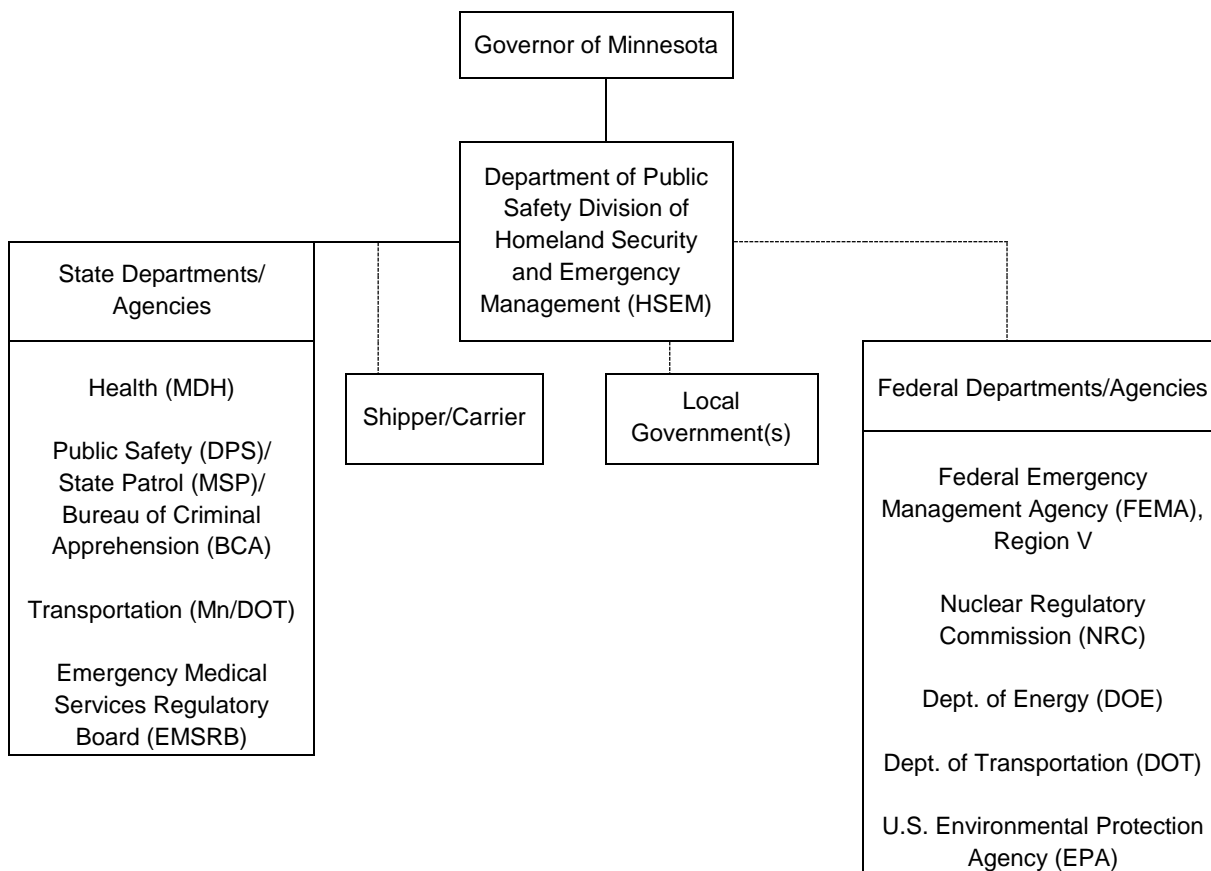 Governor of Minnesota
Department of Public
Safety Division of
Homeland Security
and Emergency
Management (HSEM)
State Departments/
Agencies
Health (MDH)
Public Safety (DPS)/
State Patrol (MSP)/
Bureau of Criminal
Apprehension (BCA)
Transportation (Mn/DOT)
Emergency Medical
Services Regulatory
Board (EMSRB)
Shipper/Carrier
Local
Government(s)
Federal Departments/Agencies
Federal Emergency
Management Agency (FEMA),
Region V
Nuclear Regulatory
Commission (NRC)
Dept. of Energy (DOE)
Dept. of Transportation (DOT)
U.S. Environmental Protection
Agency (EPA)